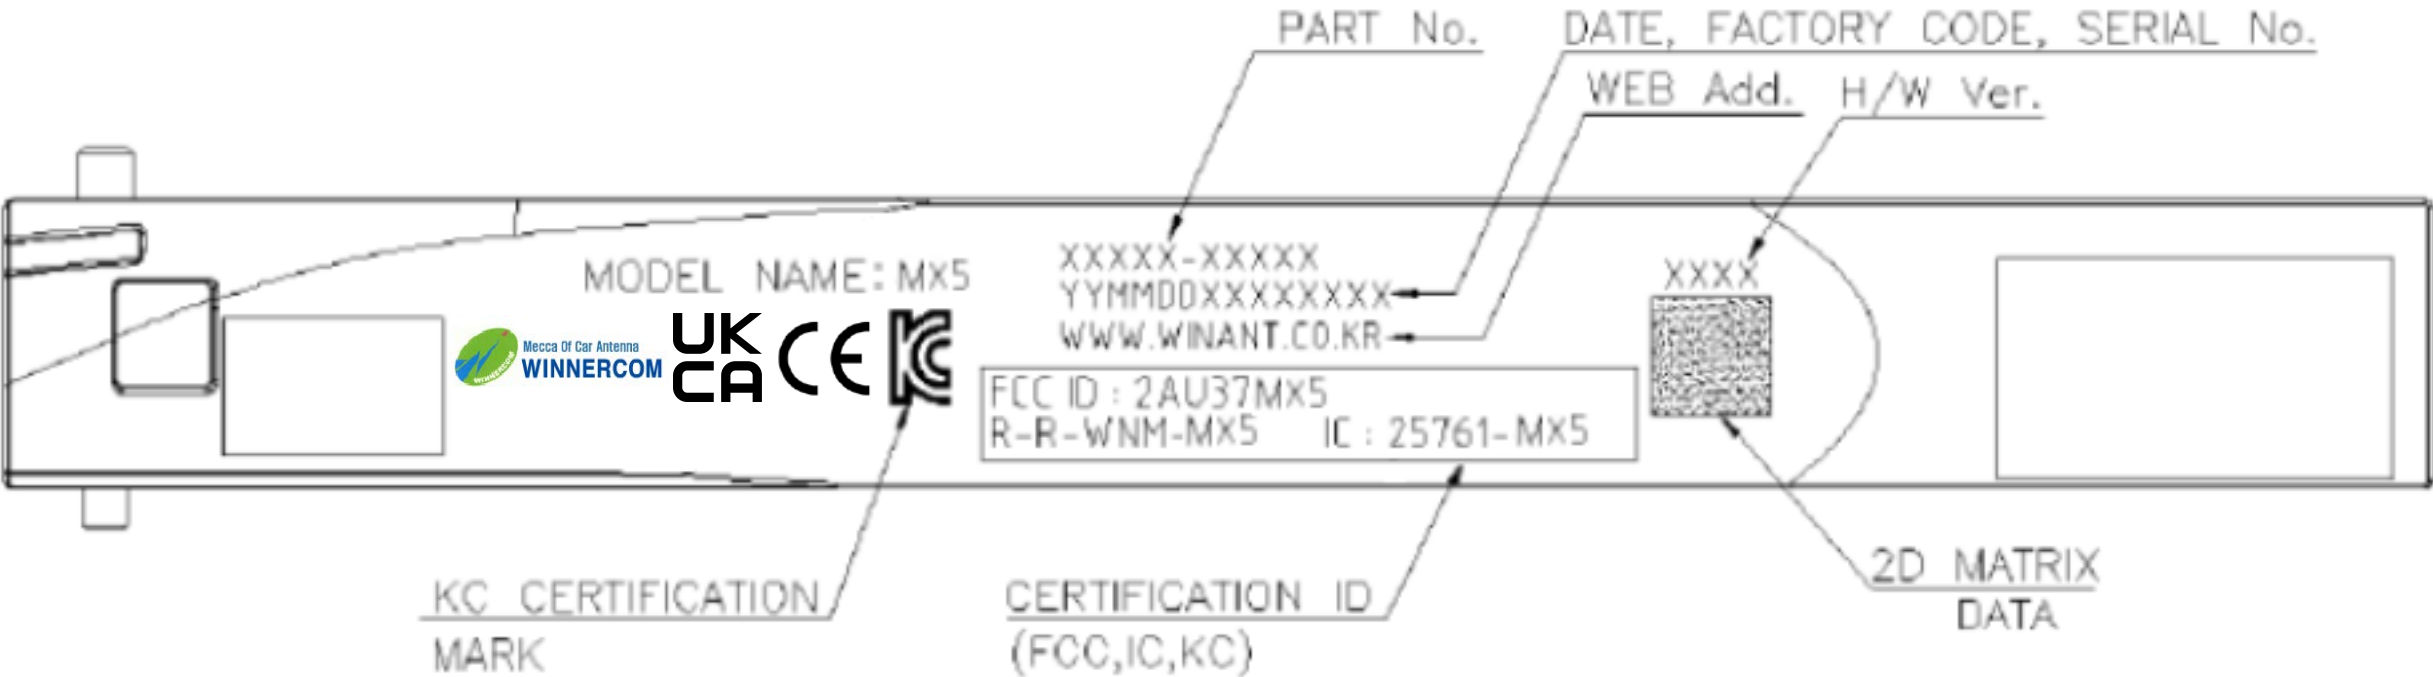 PART No.
DATE, FACTORY CODE, SERIAL No.
WEB Add.
H/W Ver.
MODEL NAME: MX5
XXXXX-XXXXX
YYMMDDXXXXXXXX
WWW.WINANT.CO.KR
XXXX
Mecca Of Car Antenna
WINNERCOM
WINNERCOM
UK
CA
CE
KC
FCC ID : 2AU37MX5
R-R-WNM-MX5 IC : 25761-MX5
KC CERTIFICATION
MARK
CERTIFICATION ID
(FCC,IC,KC)
2D MATRIX
DATA